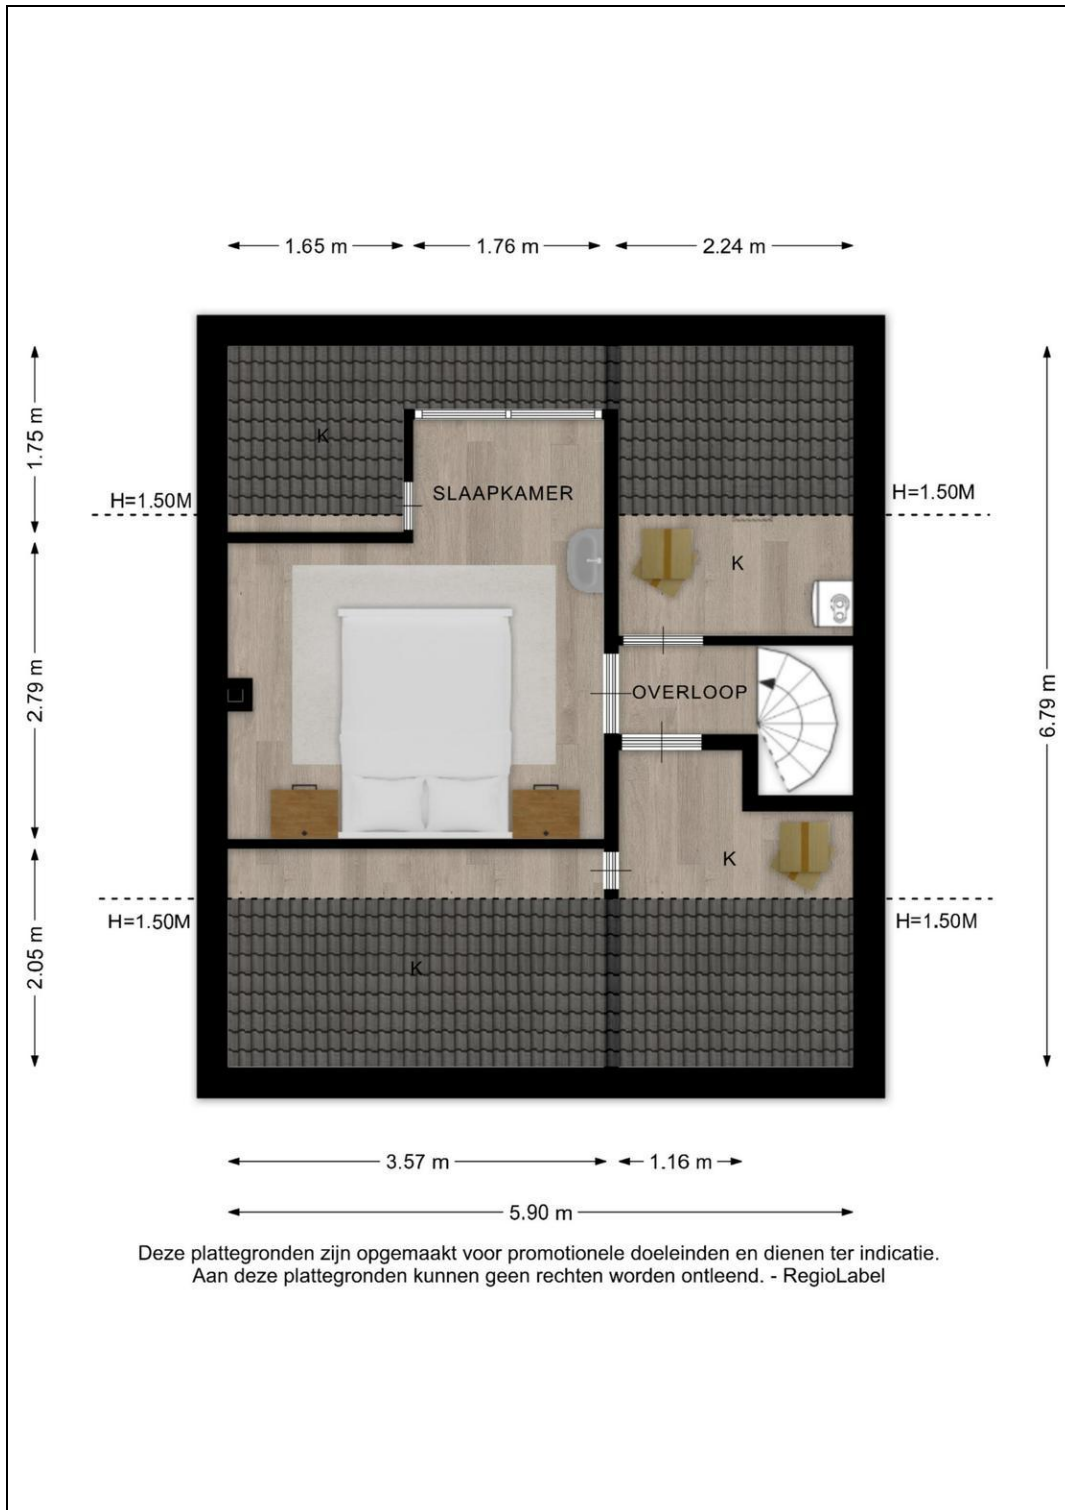 1.65 m
1.76 m
2.24 m
1.75 m
K
SLAAPKAMER
H=1.50M
H=1.50M
K
2.79 m
OVERLOOP
6.79 m
K
H=1.50M
H=1.50M
2.05 m
K
3.57 m
1.16 m
5.90 m
Deze plattegronden zijn opgemaakt voor promotionele doeleinden en dienen ter indicatie.
Aan deze plattegronden kunnen geen rechten worden ontleend. - RegioLabel